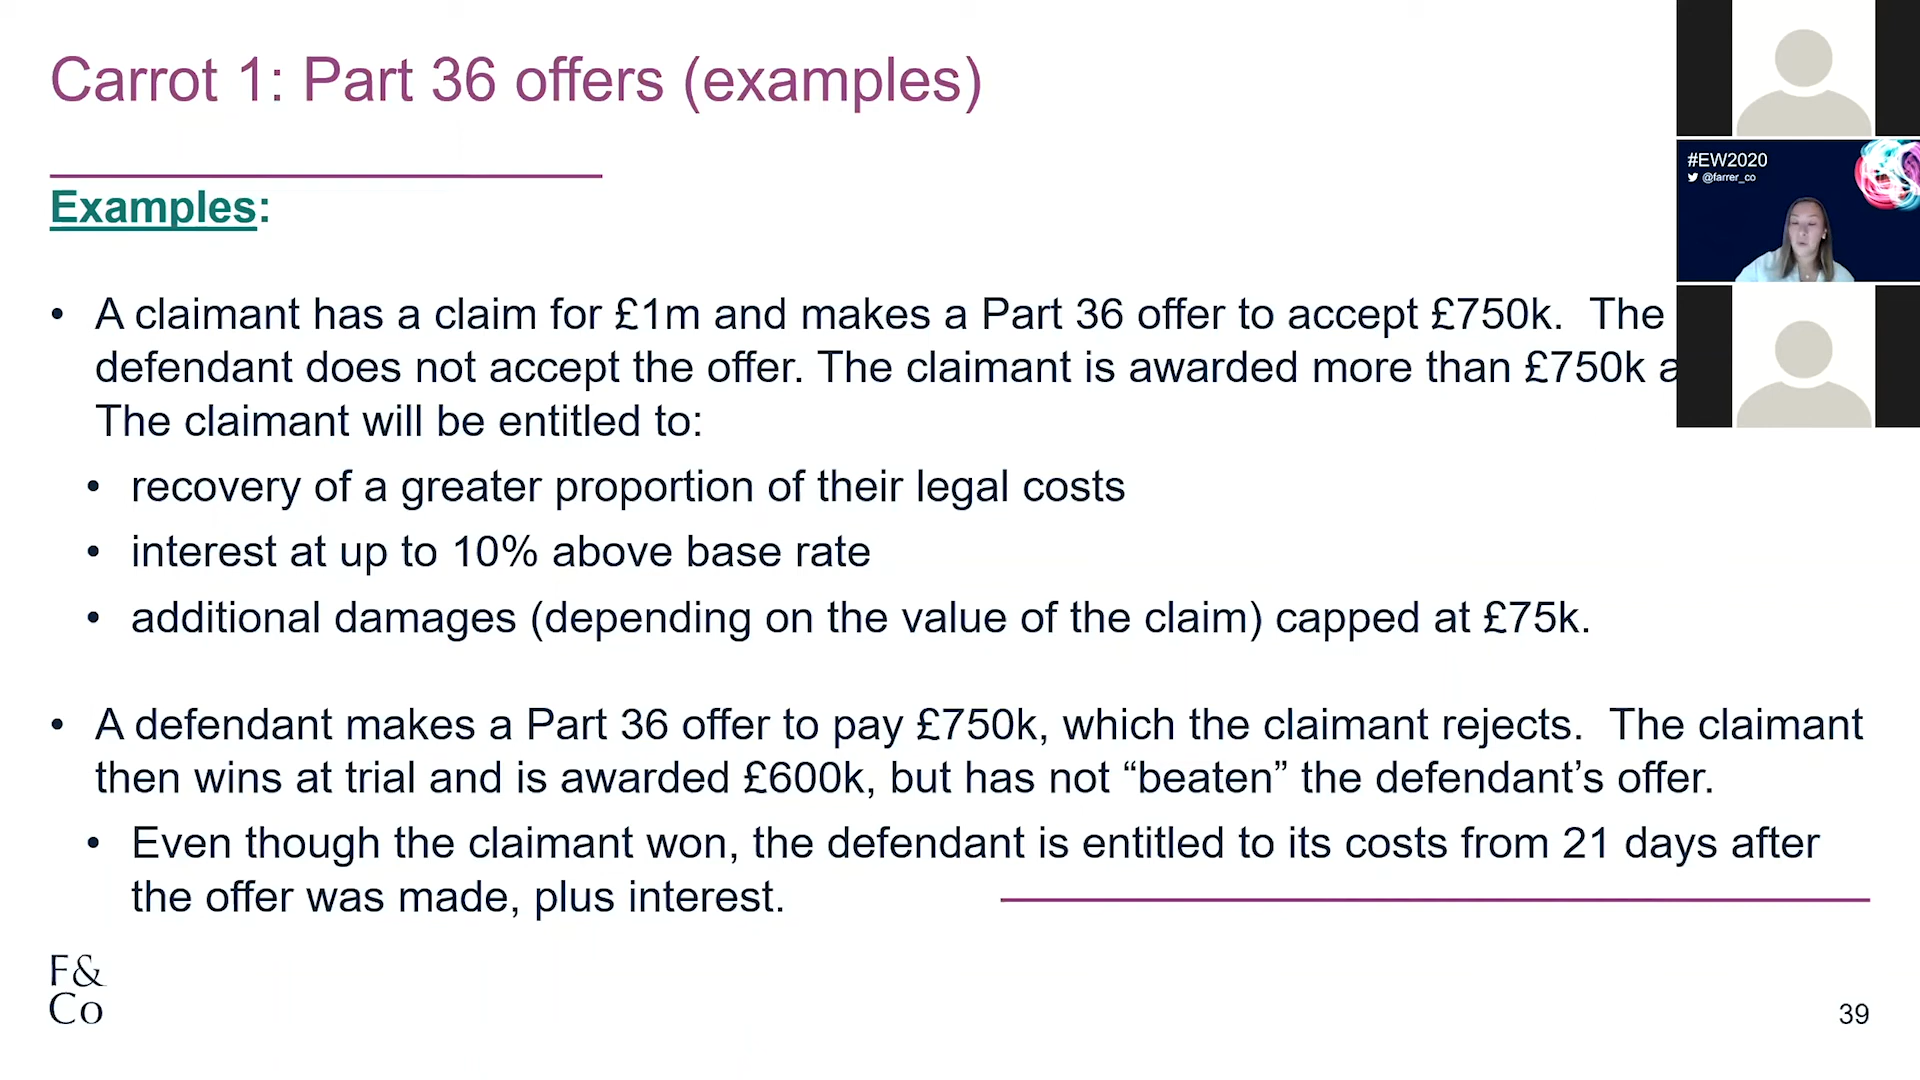 Carrot 1: Part 36 offers (examples)
#EW2020
@farrer_co
Examples:
• A claimant has a claim for £1m and makes a Part 36 offer to accept £750k. The
defendant does not accept the offer. The claimant is awarded more than £750k
The claimant will be entitled to:
• recovery of a greater proportion of their legal costs
• interest at up to 10% above base rate
• additional damages (depending on the value of the claim) capped at £75k.
• A defendant makes a Part 36 offer to pay £750k, which the claimant rejects. The claimant
then wins at trial and is awarded £600k, but has not “beaten” the defendant’s offer.
• Even though the claimant won, the defendant is entitled to its costs from 21 days after
the offer was made, plus interest.
F&
Co
39